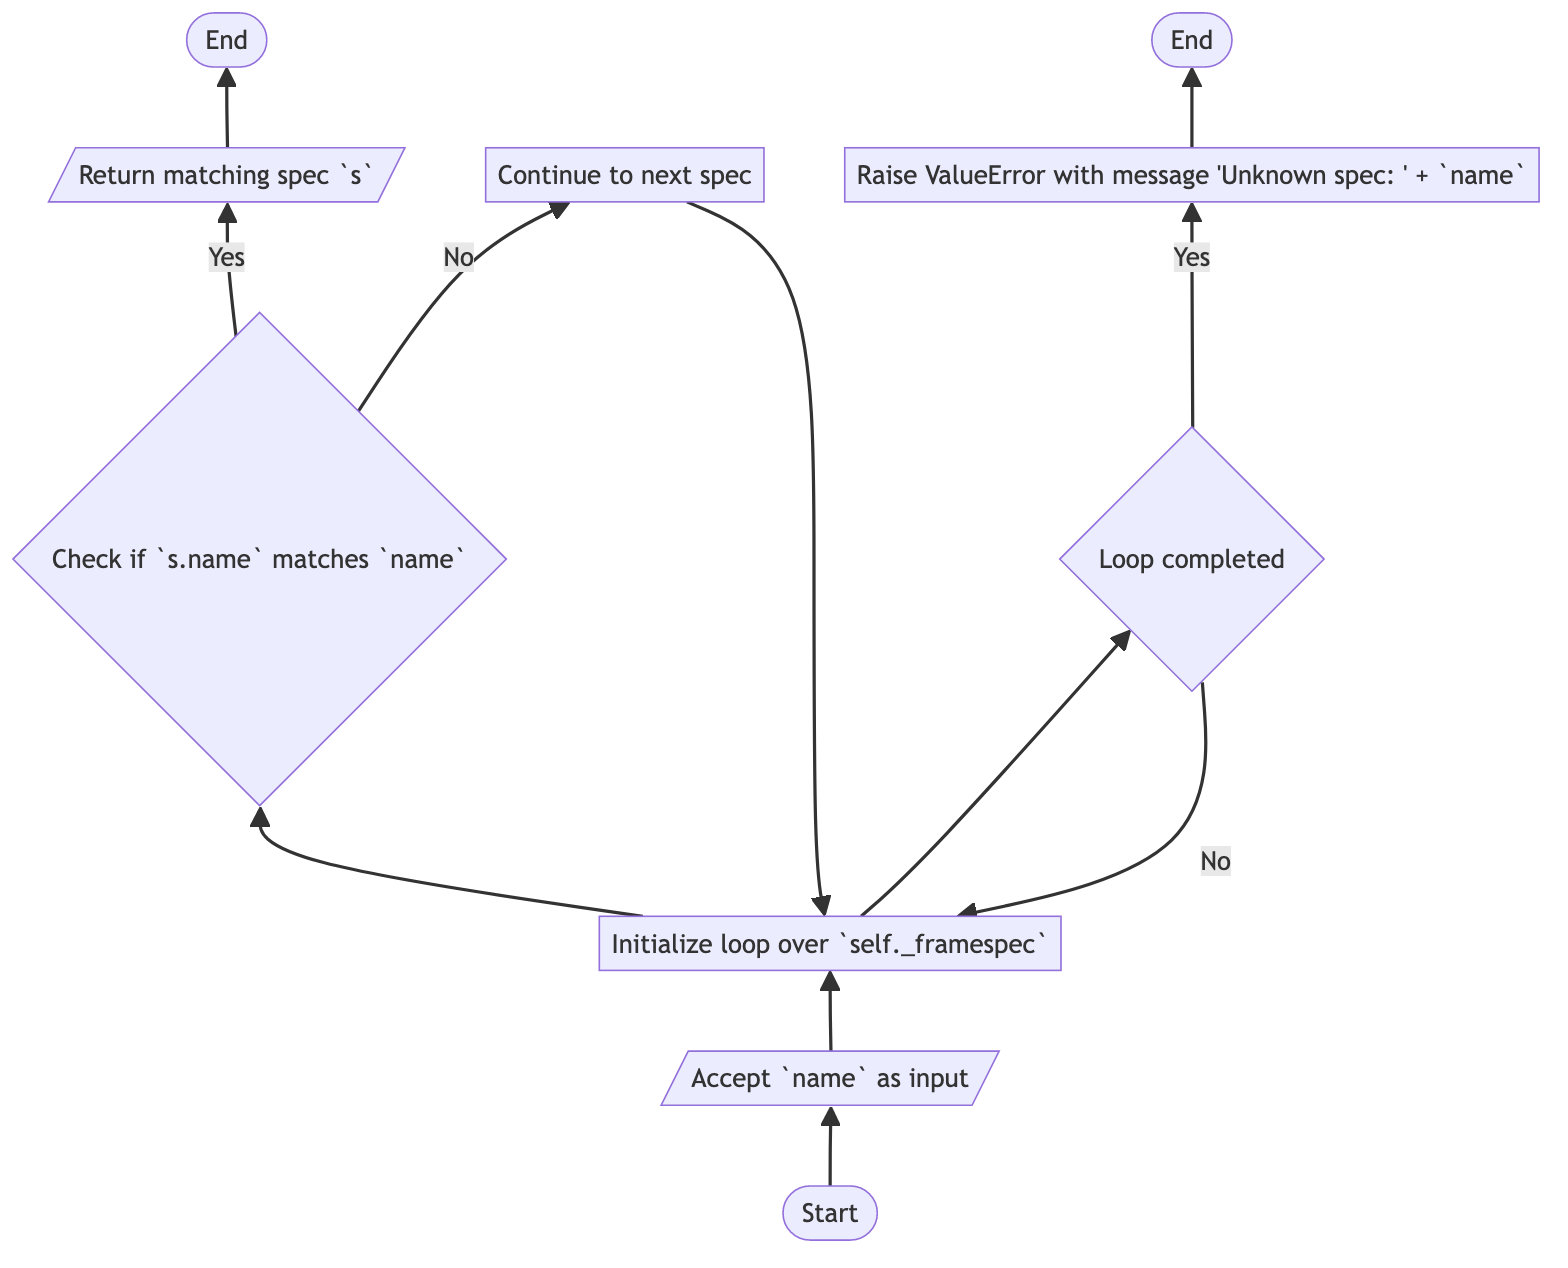 End
End
Return matching spec `s`
Continue to next spec
Raise ValueError with message 'Unknown spec: ' + `name`
Yes
No
Yes
Check if `s.name` matches `name`
Loop completed
No
Initialize loop over `self._framespec`
Accept `name` as input
Start